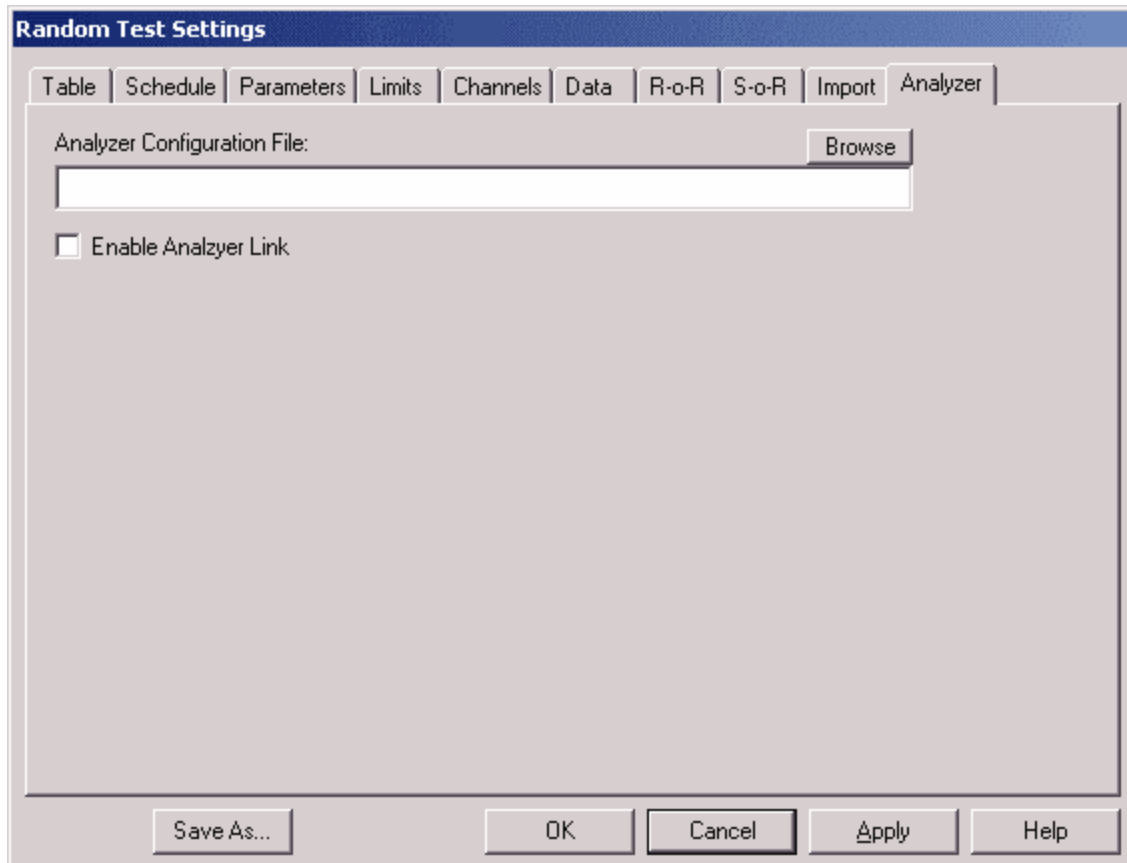 Random Test Settings
Table Schedule Parameters Limits Channels Data R-o-R S-o-R Import Analyzer
Analyzer Configuration File: Browse
Enable Analzyer Link
Save As... OK Cancel Apply Help